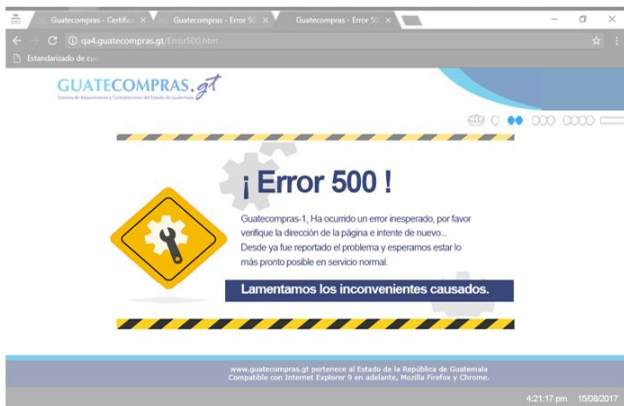 Guatecompras - Certific
Guatecompras - Error 50
Guatecompras - Error 50
qa4.guatecompras.gt/Error500.htm
Estandarizado de cu
GUATECOMPRAS.gt
Sistema de Adquisiciones y Contrataciones del Estado de Guatemala
¡ Error 500 !
Guatecompras-1, Ha ocurrido un error inesperado, por favor
verifique la dirección de la página e intente de nuevo...
Desde ya fue reportado el problema y esperamos estar lo
más pronto posible en servicio normal.
Lamentamos los inconvenientes causados.
www.guatecompras.gt pertenece al Estado de la República de Guatemala
Compatible con Internet Explorer 9 en adelante, Mozilla Firefox y Chrome.
4:21:17 pm 15/08/2017